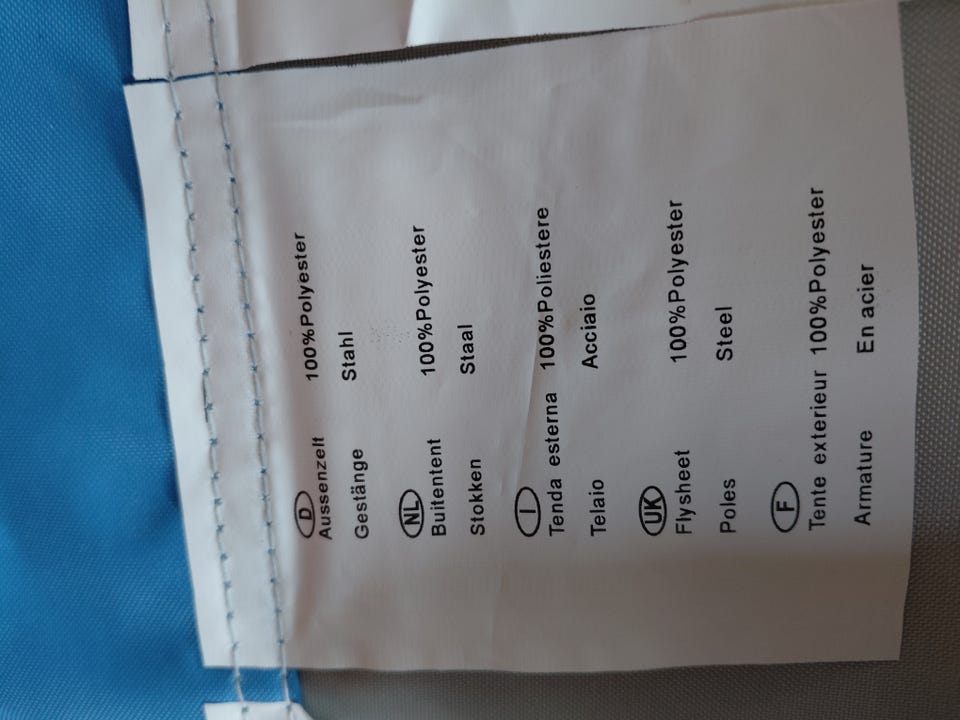 D
Aussenzelt 100%Polyester
Gestänge Stahl
NL
Buitentent 100%Polyester
Stokken Staal
I
Tenda esterna 100%Poliestere
Telaio Acciaio
UK
Flysheet 100%Polyester
Poles Steel
F
Tente exterieur 100%Polyester
Armature En acier